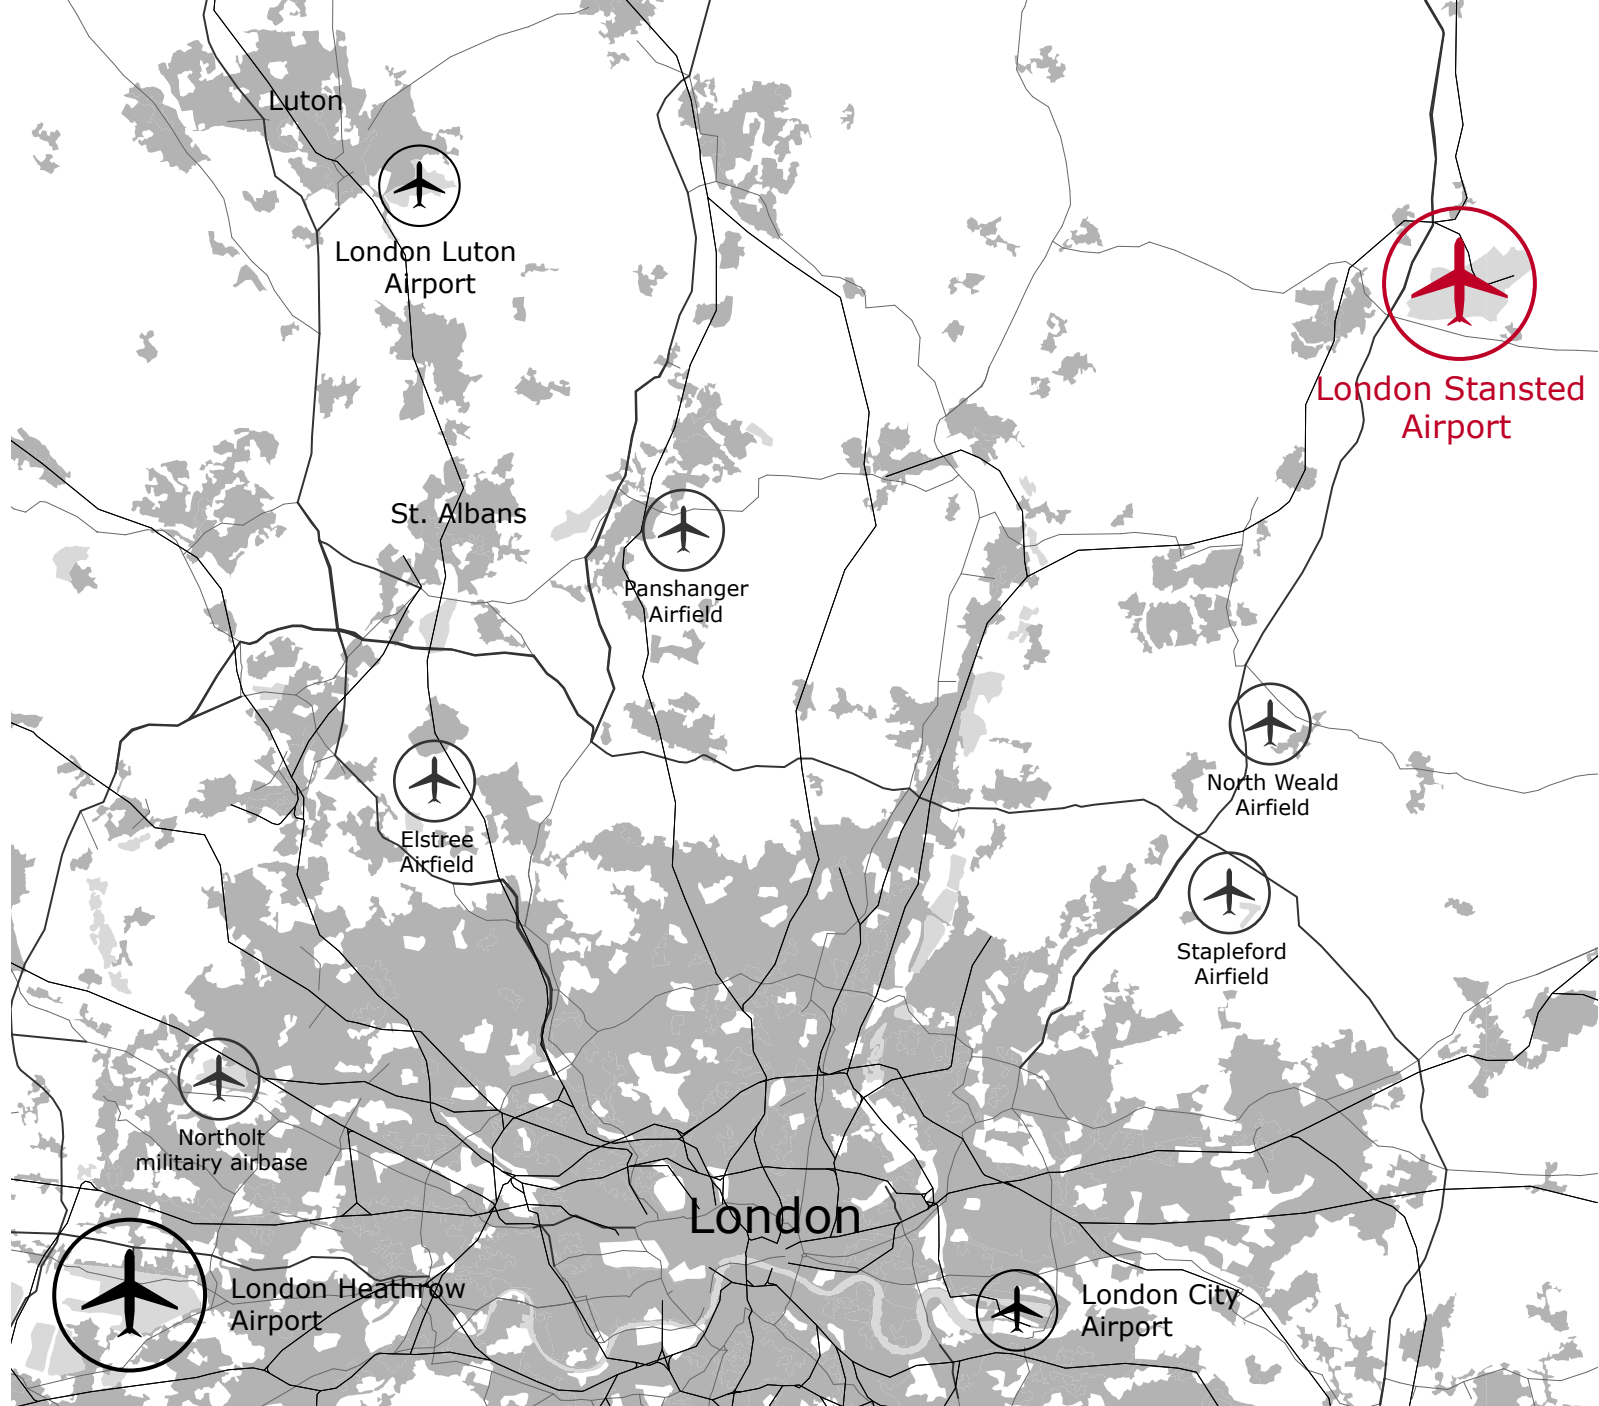 Luton
London Luton
Airport
London Stansted
Airport
St. Albans
Panshanger
Airfield
North Weald
Airfield
Elstree
Airfield
Stapleford
Airfield
Northolt
militairy airbase
London
London Heathrow
Airport
London City
Airport